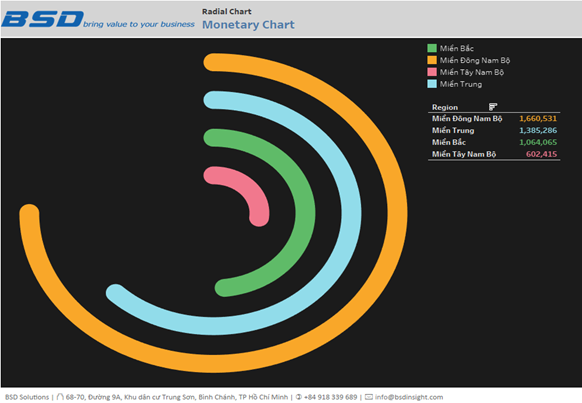 BSD bring value to your business
Radial Chart
Monetary Chart
Miền Bắc
Miền Đông Nam Bộ
Miền Tây Nam Bộ
Miền Trung
Region
Miền Đông Nam Bộ 1,660,531
Miền Trung 1,385,286
Miền Bắc 1,064,065
Miền Tây Nam Bộ 602,415
BSD Solutions | 68-70, Đường 9A, Khu dân cư Trung Sơn, Bình Chánh, TP Hồ Chí Minh | +84 918 339 689 | info@bsdinsight.com